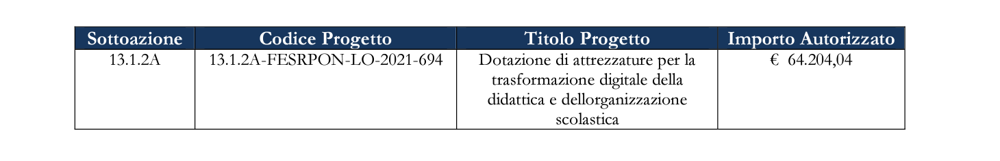 Sottoazione Codice Progetto Titolo Progetto Importo Autorizzato
13.1.2A 13.1.2A-FESRPON-LO-2021-694 Dotazione di attrezzature per la € 64.204,04
trasformazione digitale della
didattica e dellorganizzazione
scolastica